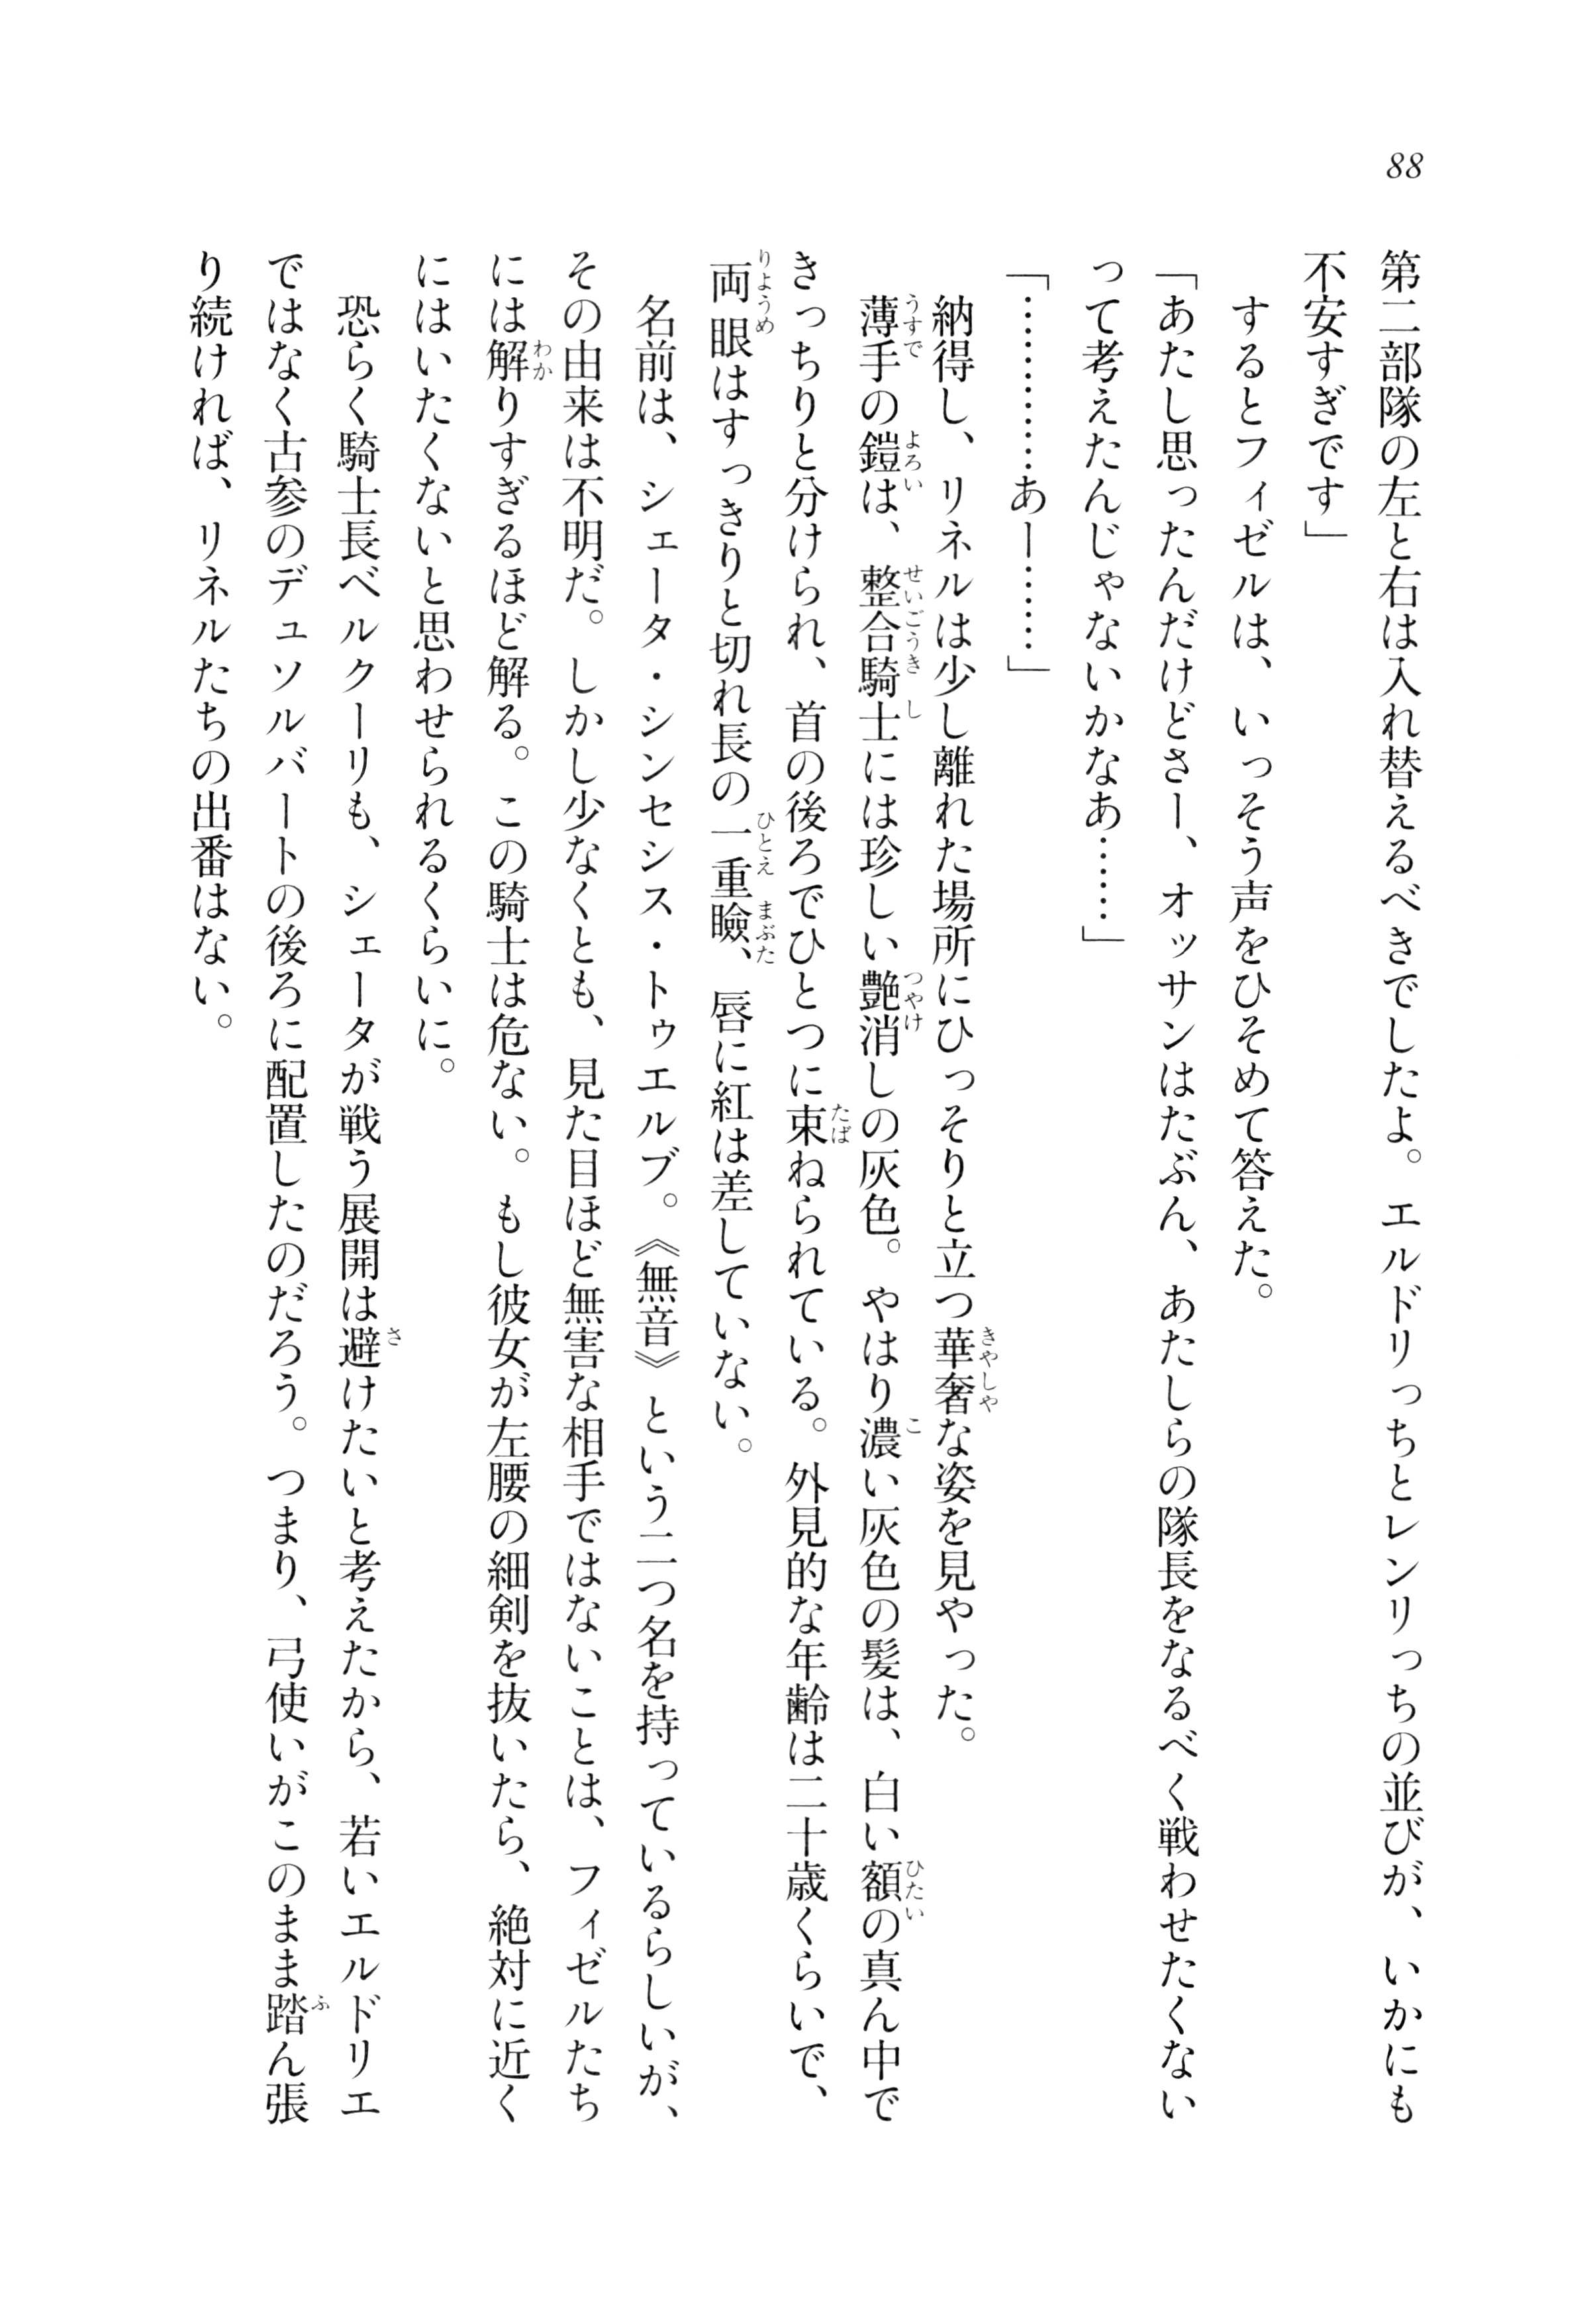 88
第二部隊の左と右は入れ替えるべきでしたよ。エルドリっちとレンリっちの並びが、いかにも
不安すぎです」
　するとフィゼルは、いっそう声をひそめて答えた。
「あたし思ったんだけどさー、オッサンはたぶん、あたしらの隊長をなるべく戦わせたくない
って考えたんじゃないかなあ……」
「…………あー……」
　納得し、リネルは少し離れた場所にひっそりと立つ華奢な姿を見やった。
　薄手の鎧は、整合騎士には珍しい艶消しの灰色。やはり濃い灰色の髪は、白い額の真ん中で
きっちりと分けられ、首の後ろでひとつに束ねられている。外見的な年齢は二十歳くらいで、
両眼はすっきりと切れ長の一重瞼、唇に紅は差していない。
　名前は、シェータ・シンセシス・トゥエルブ。《無音》という二つ名を持っているらしいが、
その由来は不明だ。しかし少なくとも、見た目ほど無害な相手ではないことは、フィゼルたち
には解りすぎるほど解る。この騎士は危ない。もし彼女が左腰の細剣を抜いたら、絶対に近く
にはいたくないと思わせられるくらいに。
　恐らく騎士長ベルクーリも、シェータが戦う展開は避けたいと考えたから、若いエルドリエ
ではなく古参のデュソルバートの後ろに配置したのだろう。つまり、弓使いがこのまま踏ん張
り続ければ、リネルたちの出番はない。